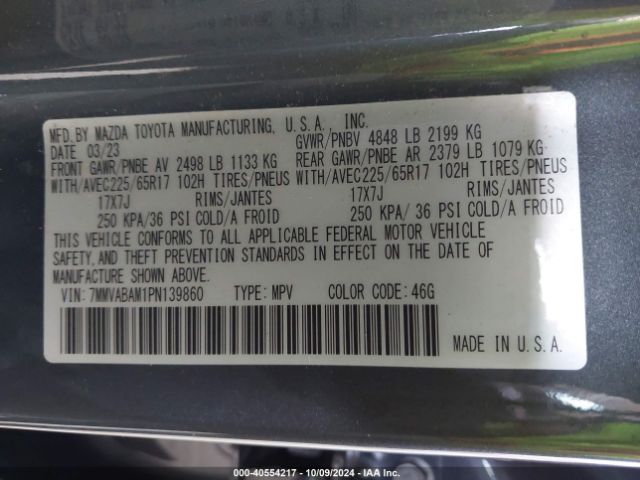 MFD. BY MAZDA TOYOTA MANUFACTURING, U.S.A. INC.
DATE 03/23 GVWR/PNBV 4848 LB 2199 KG
FRONT GAWR/PNBE AV 2498 LB 1133 KG REAR GAWR/PNBE AR 2379 LB 1079 KG
WITH/AVEC225/65R17 102H TIRES/PNEUS WITH/AVEC225/65R17 102H TIRES/PNEUS
17X7J RIMS/JANTES 17X7J RIMS/JANTES
250 KPA/36 PSI COLD/A FROID 250 KPA/ 36 PSI COLD/A FROID
THIS VEHICLE CONFORMS TO ALL APPLICABLE FEDERAL MOTOR VEHICLE
SAFETY, AND THEFT PREVENTION STANDARDS IN EFFECT ON THE DATE OF
MANUFACTURE SHOWN ABOVE.
VIN: 7MMVABAM1PN139860 TYPE: MPV COLOR CODE: 46G
MADE IN U.S.A.
000-40554217 - 10/09/2024 - IAA Inc.